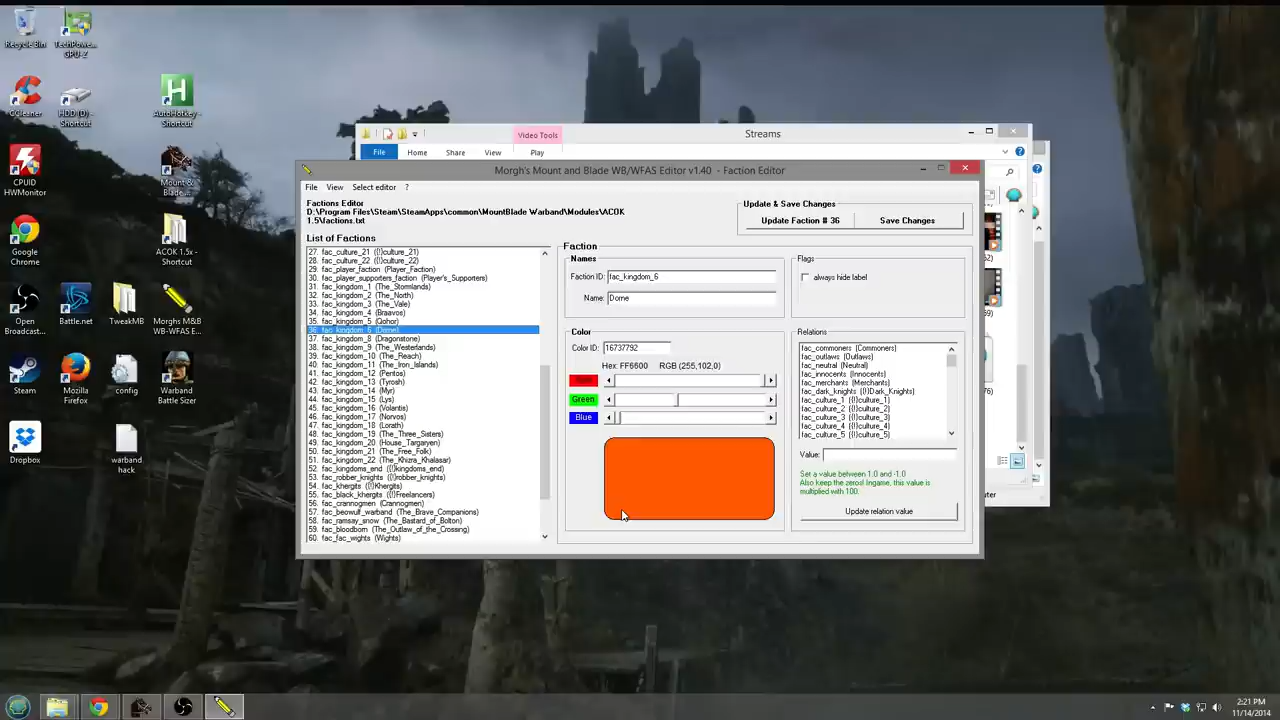 Recycle Bin
TechPowe...
GPU-Z
CCleaner
HDD (D) -
Shortcut
AutoHotkey -
Shortcut
CPUID
HWMonitor
Mount &
Blade ...
Google
Chrome
ACOK 1.5x -
Shortcut
Open
Broadcast...
Battle.net
TweakMB
Morghs M&B
WB-WFAS E...
Steam
Mozilla
Firefox
config
Warband
Battle Sizer
Dropbox
warband
hack
Video Tools
Streams
File
Home
Share
View
Play
Morgh's Mount and Blade WB/WFAS Editor v1.40 - Faction Editor
File View Select editor ?
Factions Editor
D:\Program Files\Steam\SteamApps\common\MountBlade Warband\Modules\ACOK
1.5\factions.txt
Update & Save Changes
Update Faction # 36
Save Changes
List of Factions
27. fac_culture_21 ({!}culture_21)
28. fac_culture_22 ({!}culture_22)
29. fac_player_faction (Player_Faction)
30. fac_player_supporters_faction (Player's_Supporters)
31. fac_kingdom_1 (The_Stormlands)
32. fac_kingdom_2 (The_North)
33. fac_kingdom_3 (The_Vale)
34. fac_kingdom_4 (Braavos)
35. fac_kingdom_5 (Qohor)
36. fac_kingdom_6 (Dorne)
37. fac_kingdom_8 (Dragonstone)
38. fac_kingdom_9 (The_Westerlands)
39. fac_kingdom_10 (The_Reach)
40. fac_kingdom_11 (The_Iron_Islands)
41. fac_kingdom_12 (Pentos)
42. fac_kingdom_13 (Tyrosh)
43. fac_kingdom_14 (Myr)
44. fac_kingdom_15 (Lys)
45. fac_kingdom_16 (Volantis)
46. fac_kingdom_17 (Norvos)
47. fac_kingdom_18 (Lorath)
48. fac_kingdom_19 (The_Three_Sisters)
49. fac_kingdom_20 (House_Targaryen)
50. fac_kingdom_21 (The_Free_Folk)
51. fac_kingdom_22 (The_Khizra_Khalasar)
52. fac_kingdoms_end ({!}kingdoms_end)
53. fac_robber_knights ({!}robber_knights)
54. fac_khergits ({!}Khergits)
55. fac_black_khergits ({!}Freelancers)
56. fac_crannogmen (Crannogmen)
57. fac_beowulf_warband (The_Brave_Companions)
58. fac_ramsay_snow (The_Bastard_of_Bolton)
59. fac_bloodborn (The_Outlaw_of_the_Crossing)
60. fac_fac_wights (Wights)
Faction
Names
Faction ID: fac_kingdom_6
Name: Dorne
Flags
always hide label
Color
Color ID: 16737792
Hex: FF6600 RGB (255,102,0)
Green
Blue
Relations
fac_commoners (Commoners)
fac_outlaws (Outlaws)
fac_neutral (Neutral)
fac_innocents (Innocents)
fac_merchants (Merchants)
fac_dark_knights ({!}Dark_Knights)
fac_culture_1 ({!}culture_1)
fac_culture_2 ({!}culture_2)
fac_culture_3 ({!}culture_3)
fac_culture_4 ({!}culture_4)
fac_culture_5 ({!}culture_5)
Value:
Set a value between 1.0 and -1.0
Also keep the zeros! Ingame, this value is
multiplied with 100.
Update relation value
2:21 PM
11/14/2014